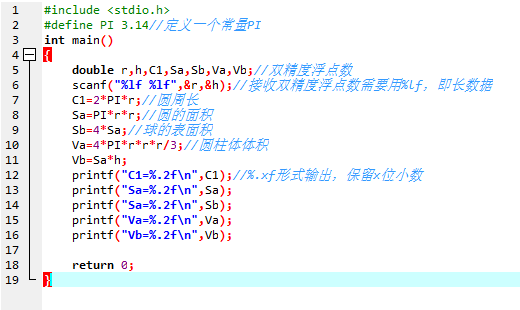 1 #include <stdio.h>
2 #define PI 3.14//定义一个常量PI
3 int main()
4 {
5 double r,h,C1,Sa,Sb,Va,Vb;//双精度浮点数
6 scanf("%lf %lf",&r,&h);//接收双精度浮点数需要用%lf, 即长数据
7 C1=2*PI*r;//圆周长
8 Sa=PI*r*r;//圆的面积
9 Sb=4*Sa;//球的表面积
10 Va=4*PI*r*r*r/3;//圆柱体体积
11 Vb=Sa*h;
12 printf("C1=%.2f\n",C1);//%.xf形式输出, 保留x位小数
13 printf("Sa=%.2f\n",Sa);
14 printf("Sa=%.2f\n",Sb);
15 printf("Va=%.2f\n",Va);
16 printf("Vb=%.2f\n",Vb);
17
18 return 0;
19 }